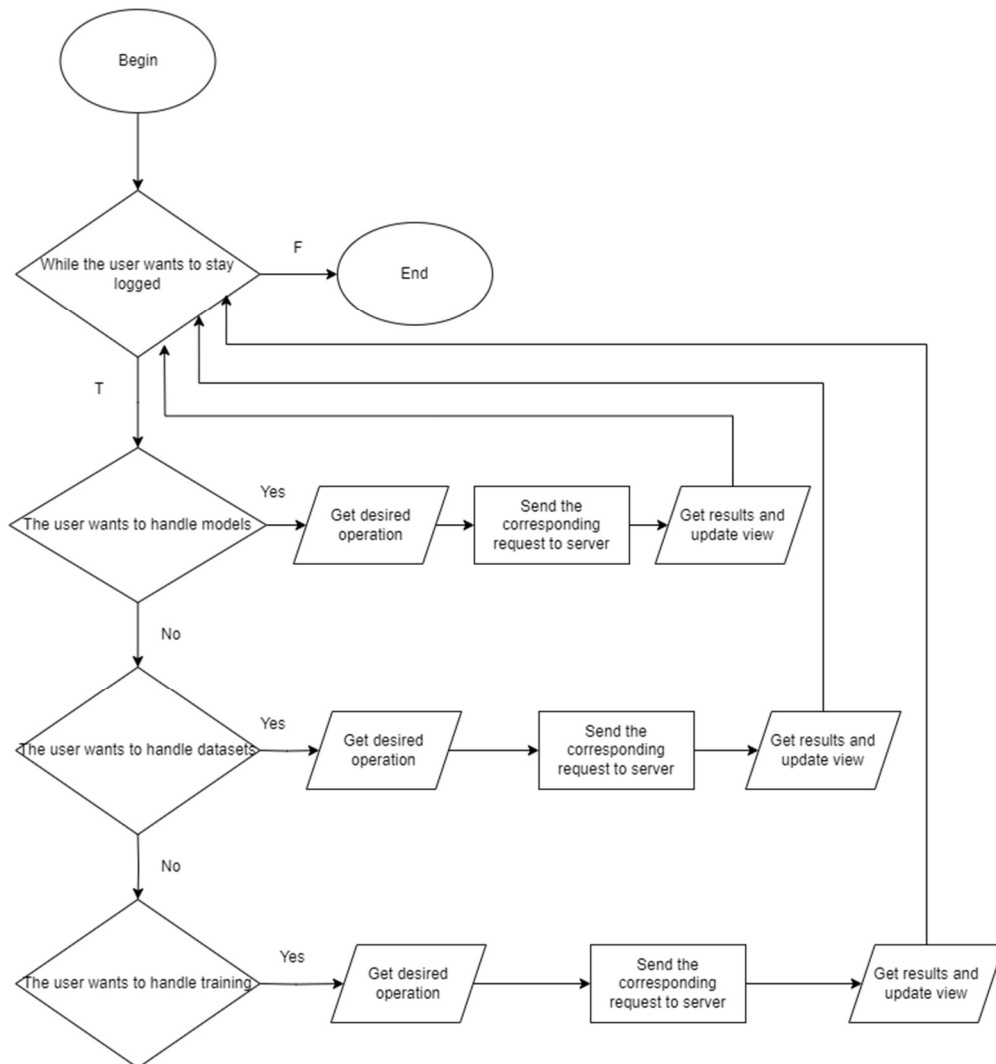 Begin
While the user wants to stay
logged
F
End
T
The user wants to handle models
Yes
Get desired
operation
Send the
corresponding
request to server
Get results and
update view
No
The user wants to handle datasets
Yes
Get desired
operation
Send the
corresponding
request to server
Get results and
update view
No
The user wants to handle training
Yes
Get desired
operation
Send the
corresponding
request to server
Get results and
update view